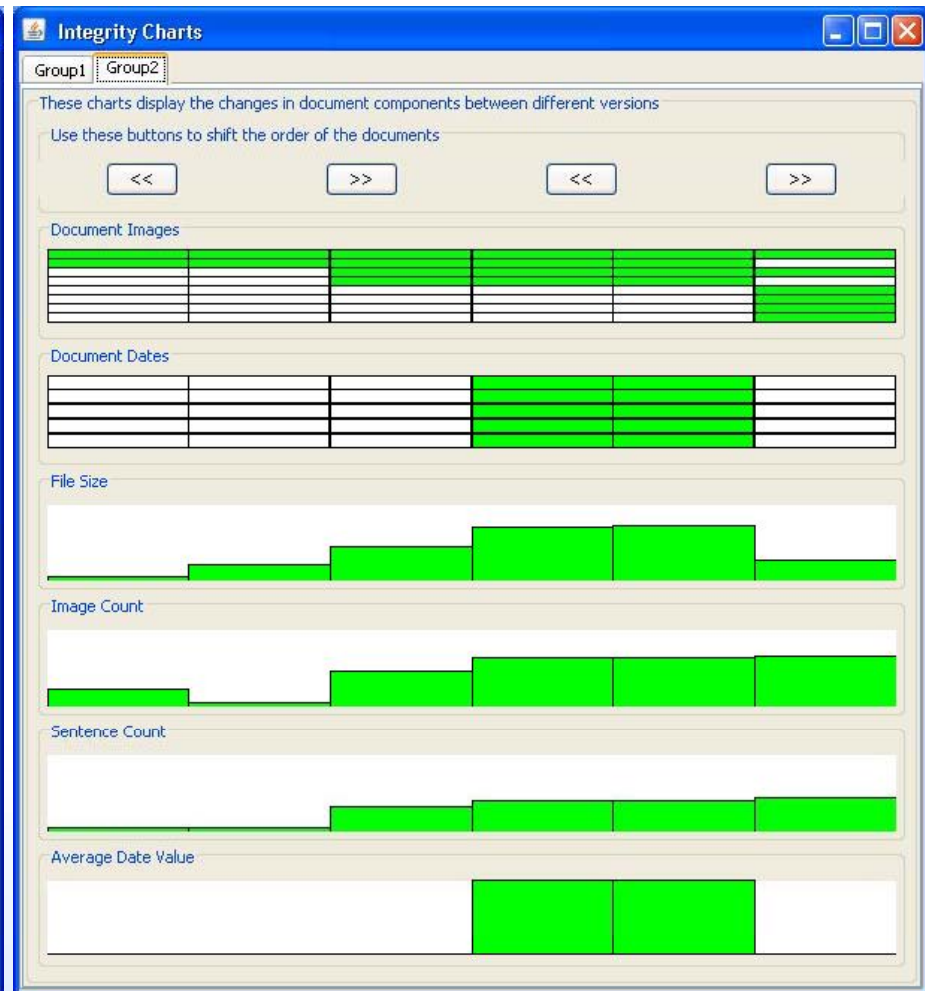 Integrity Charts
Group1 Group2
These charts display the changes in document components between different versions
Use these buttons to shift the order of the documents
<< >> << >>
Document Images
Document Dates
File Size
Image Count
Sentence Count
Average Date Value